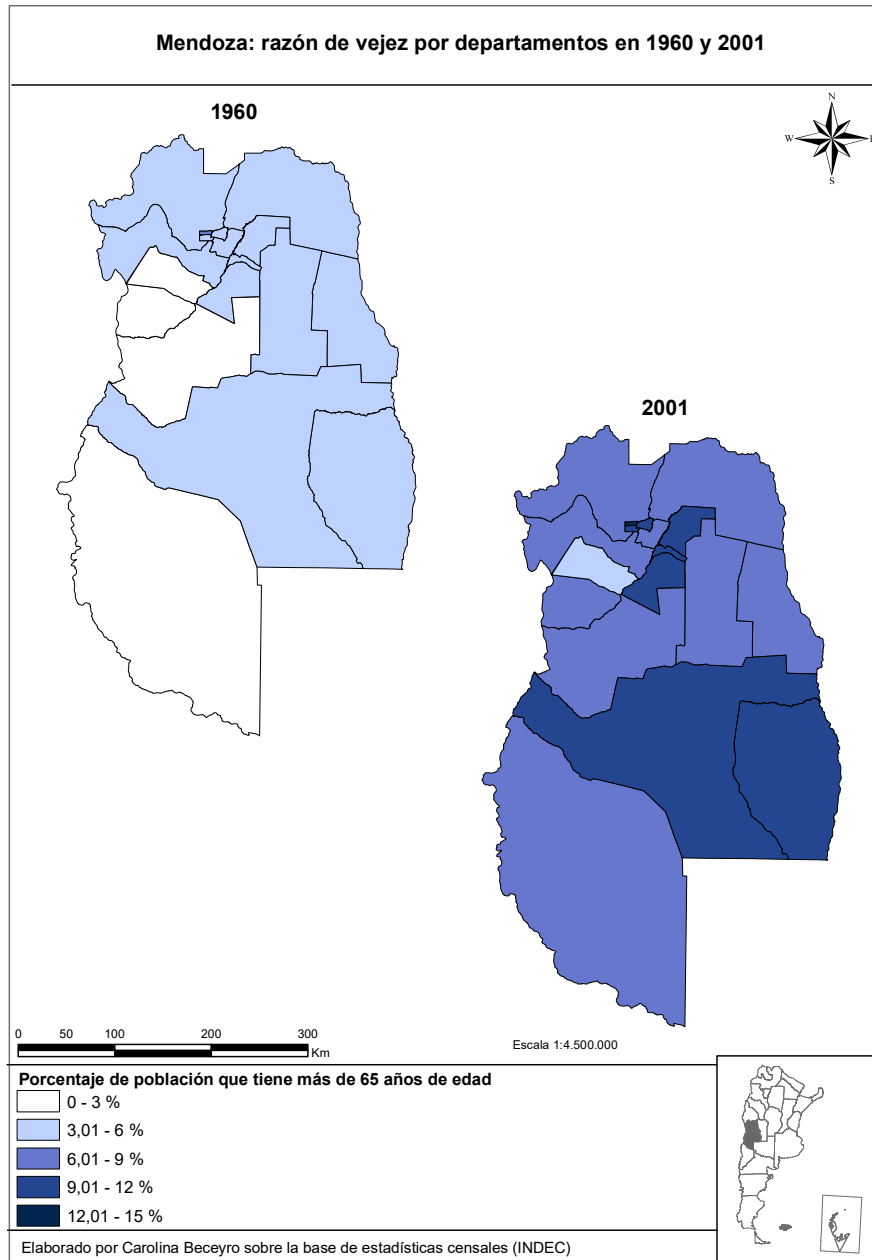 Mendoza: razón de vejez por departamentos en 1960 y 2001
1960
N
W E
S
2001
0 50 100 200 300
Km
Escala 1:4.500.000
Porcentaje de población que tiene más de 65 años de edad
0 - 3 %
3,01 - 6 %
6,01 - 9 %
9,01 - 12 %
12,01 - 15 %
Elaborado por Carolina Beceyro sobre la base de estadísticas censales (INDEC)